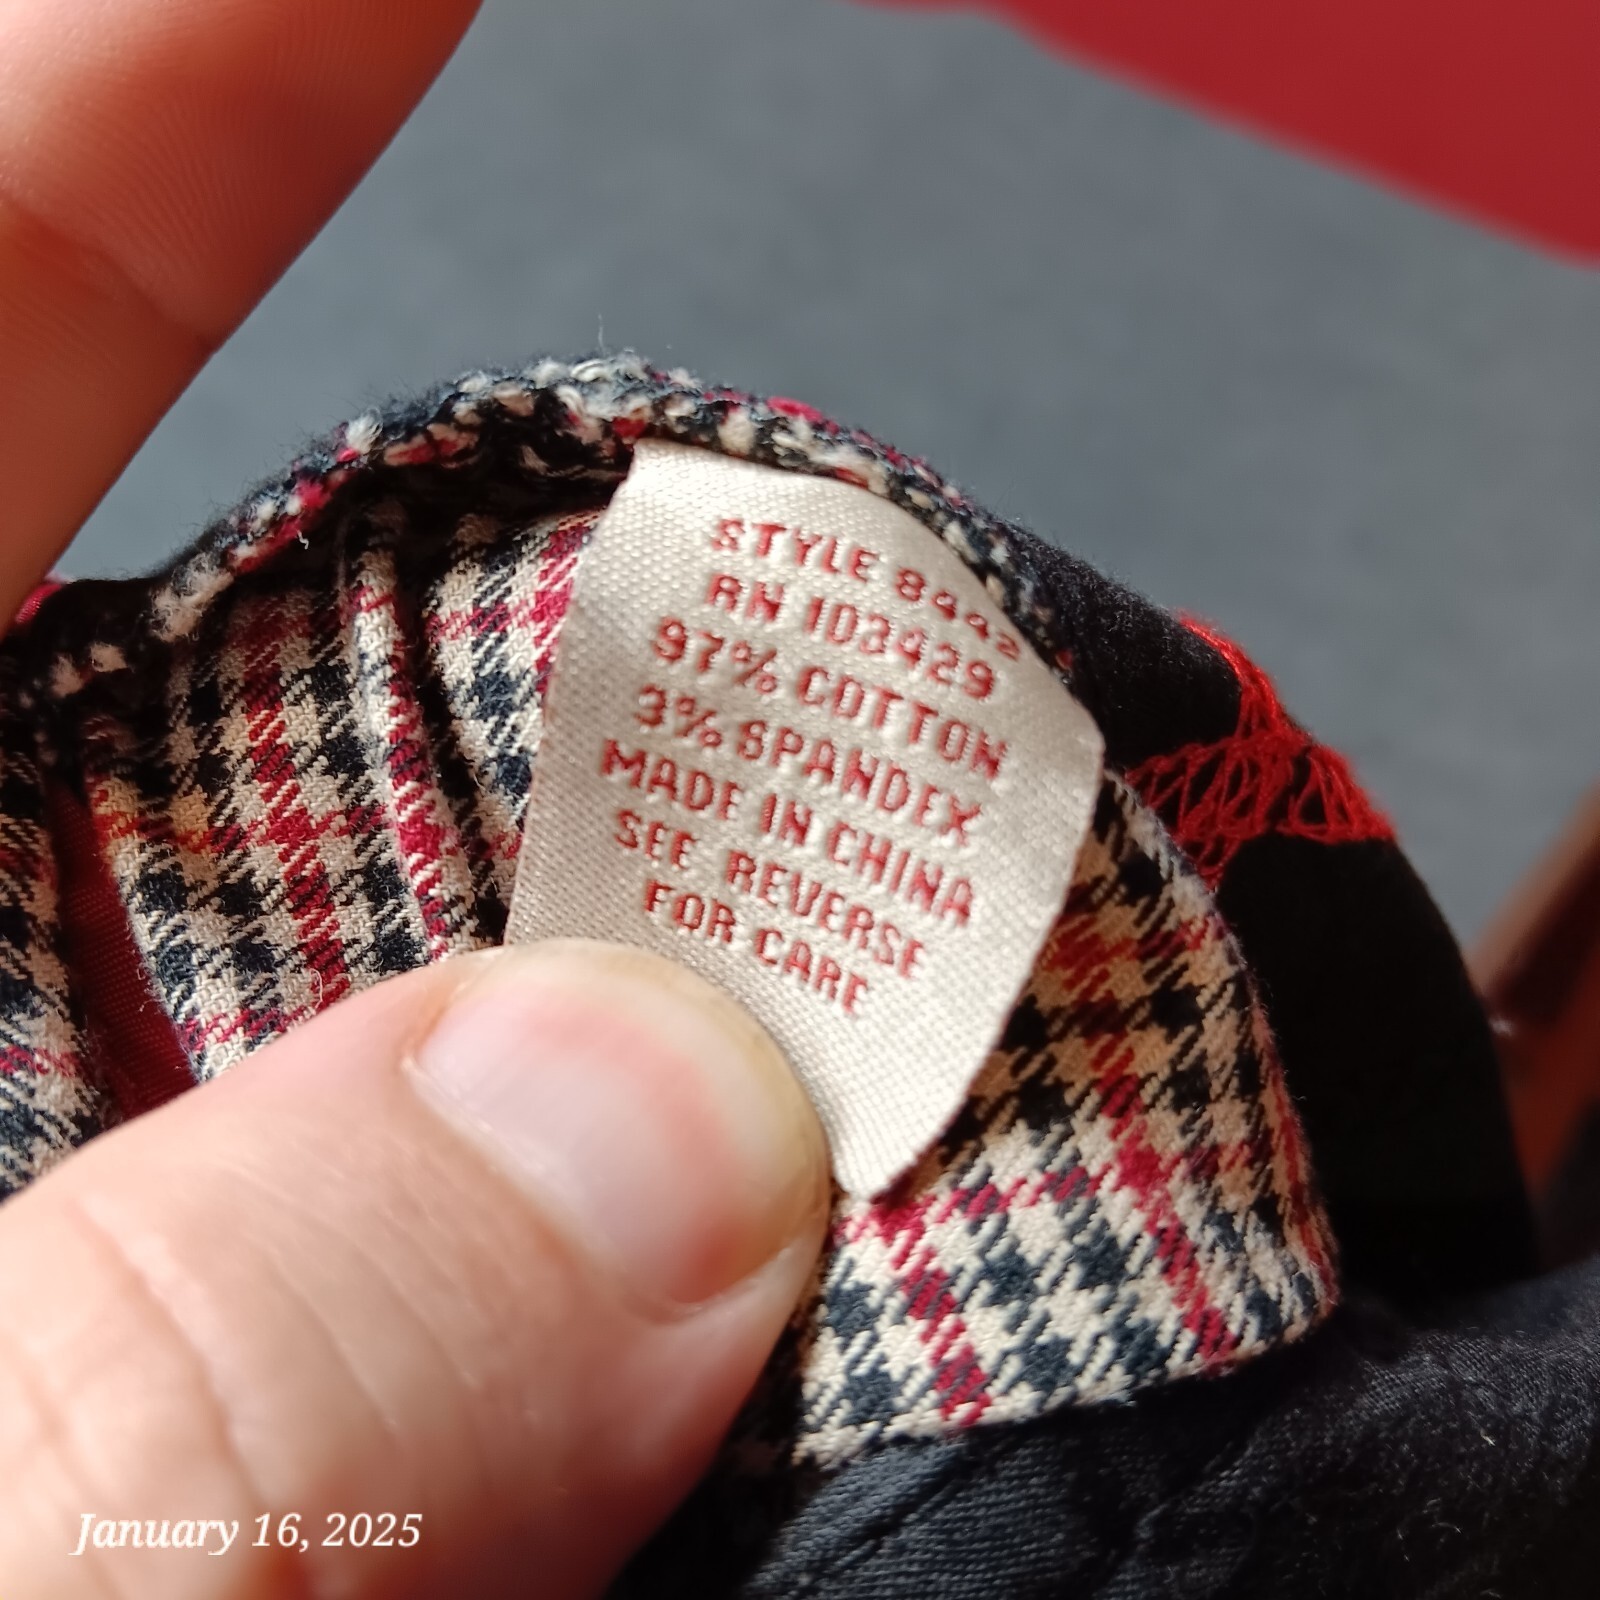 STYLE 8442
RN 103429
97% COTTON
3% SPANDEX
MADE IN CHINA
SEE REVERSE
FOR CARE
January 16, 2025